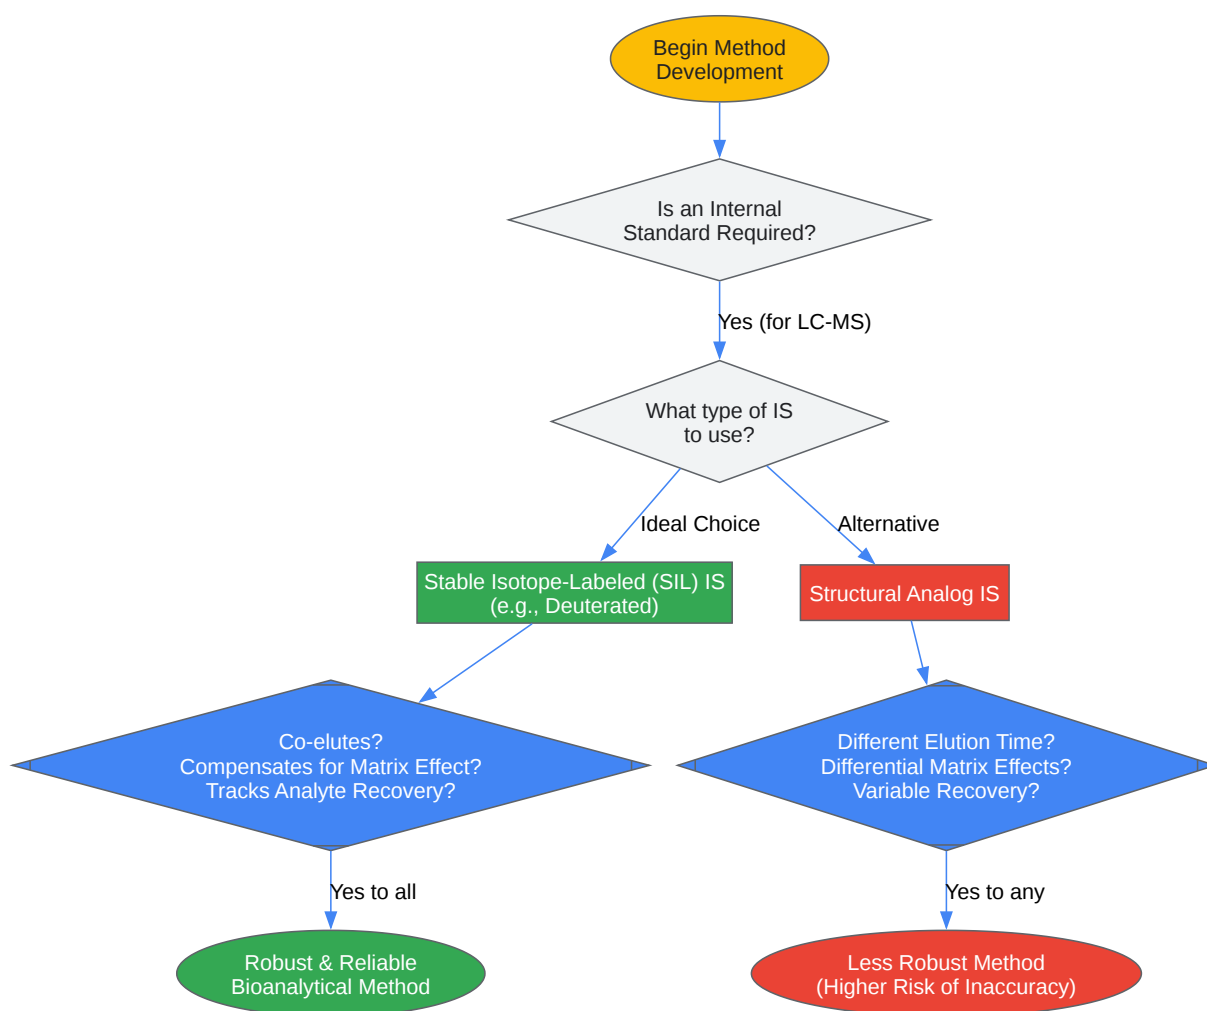 Begin Method
Development
Is an Internal
Standard Required?
Yes (for LC-MS)
What type of IS
to use?
Ideal Choice
Alternative
Stable Isotope-Labeled (SIL) IS
(e.g., Deuterated)
Structural Analog IS
Co-elutes?
Compensates for Matrix Effect?
Tracks Analyte Recovery?
Different Elution Time?
Differential Matrix Effects?
Variable Recovery?
Yes to all
Yes to any
Robust & Reliable
Bioanalytical Method
Less Robust Method
(Higher Risk of Inaccuracy)